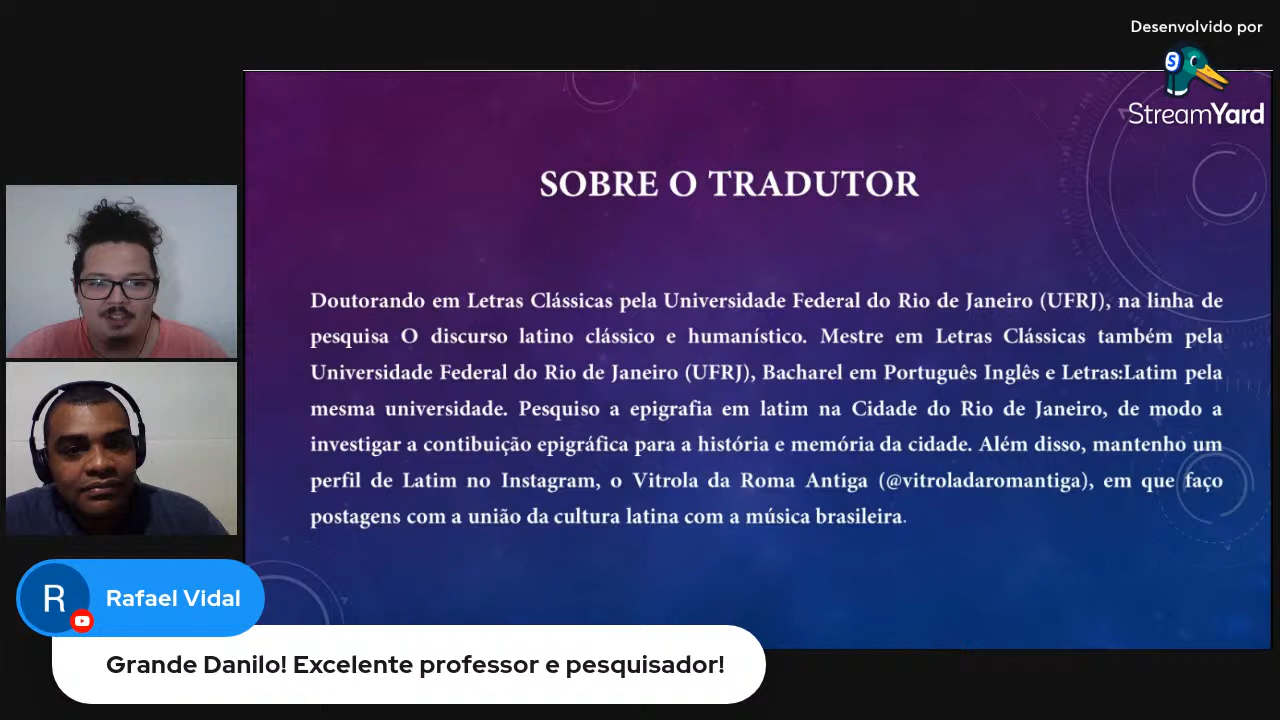 Desenvolvido por
StreamYard
SOBRE O TRADUTOR
Doutorando em Letras Clássicas pela Universidade Federal do Rio de Janeiro (UFRJ), na linha de
pesquisa O discurso latino clássico e humanístico. Mestre em Letras Clássicas também pela
Universidade Federal do Rio de Janeiro (UFRJ), Bacharel em Português Inglês e Letras:Latim pela
mesma universidade. Pesquiso a epigrafia em latim na Cidade do Rio de Janeiro, de modo a
investigar a contibuição epigráfica para a história e memória da cidade. Além disso, mantenho um
perfil de Latim no Instagram, o Vitrola da Roma Antiga (@vitroladaromantiga), em que faço
postagens com a união da cultura latina com a música brasileira.
R
Rafael Vidal
Grande Danilo! Excelente professor e pesquisador!